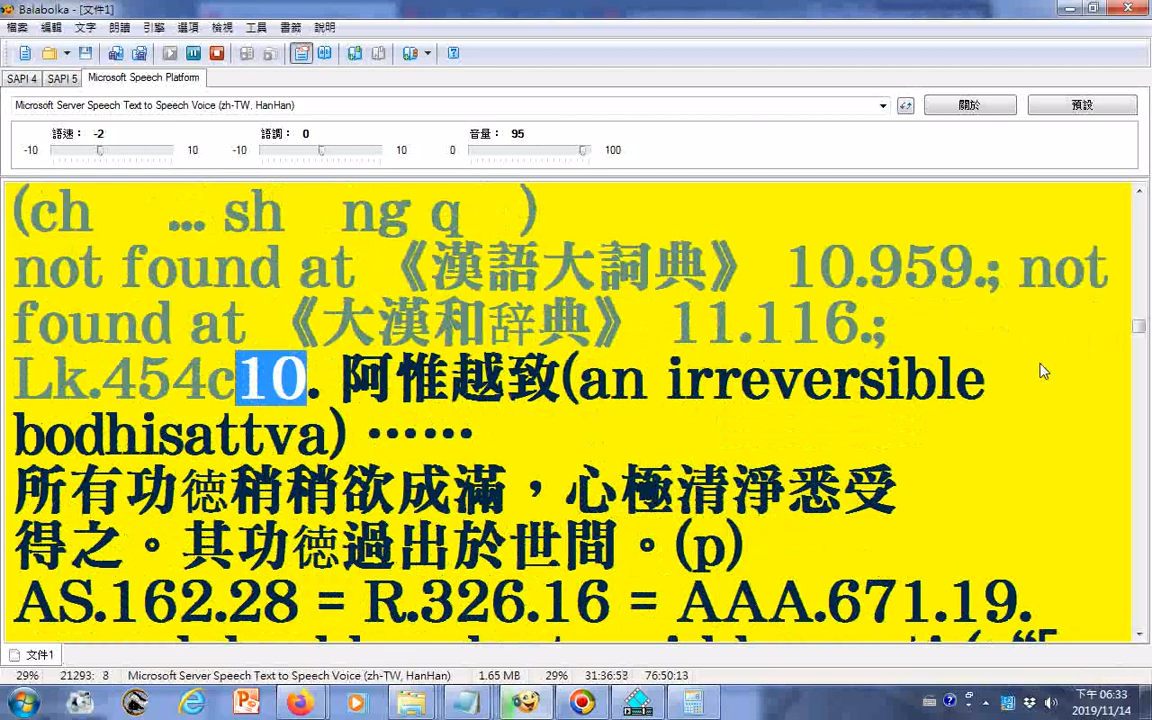 Balabolka - [文件1]
檔案 編輯 文字 朗讀 引擎 選項 檢視 工具 書籤 說明
SAPI 4 SAPI 5 Microsoft Speech Platform
Microsoft Server Speech Text to Speech Voice (zh-TW, HanHan) 關於 預設
語速： -2 語調： 0 音量： 95
-10 10 -10 10 0 100
(ch ... sh ng q )
not found at 《漢語大詞典》 10.959.; not
found at 《大漢和辞典》 11.116.;
Lk.454c10. 阿惟越致(an irreversible
bodhisattva) ……
所有功徳稍稍欲成滿，心極清淨悉受
得之。其功徳過出於世間。(p)
AS.162.28 = R.326.16 = AAA.671.19.
文件1
29% 21293: 8 Microsoft Server Speech Text to Speech Voice (zh-TW, HanHan) 1.65 MB 29% 31:36:53 76:50:13
下午 06:33
2019/11/14